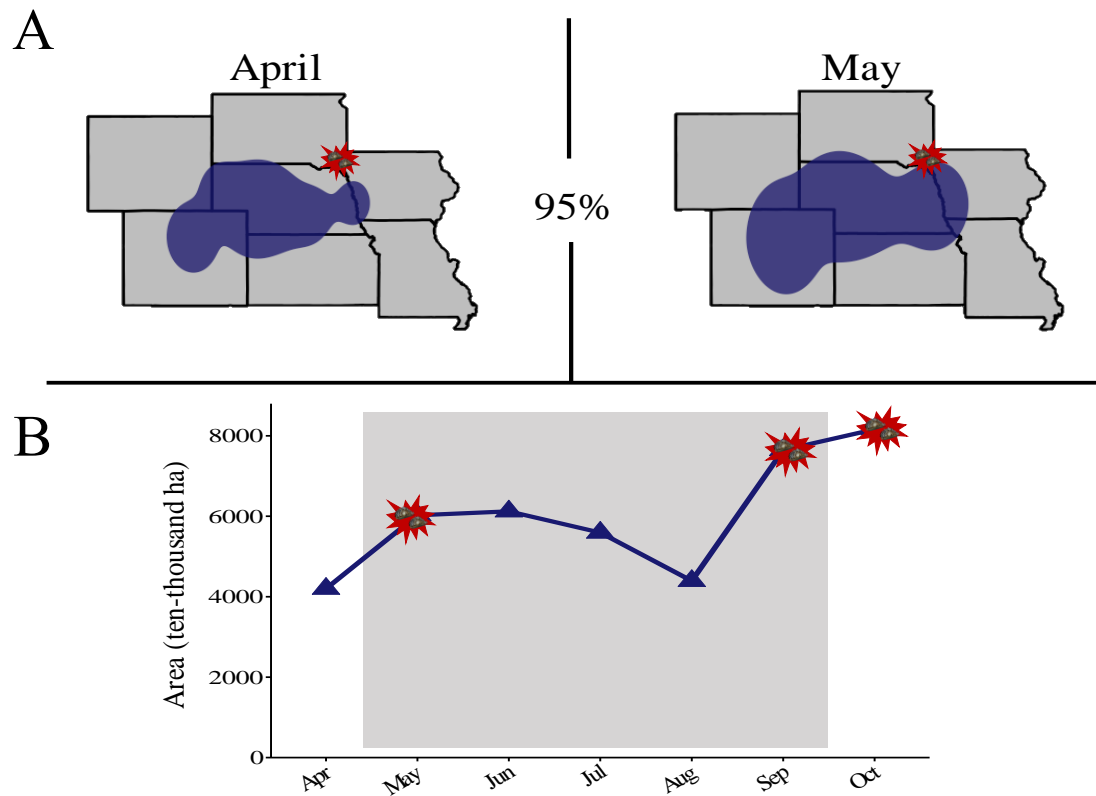 A
April
May
95%
B
Area (ten-thousand ha)
8000
6000
4000
2000
0
Apr
May
Jun
Jul
Aug
Sep
Oct